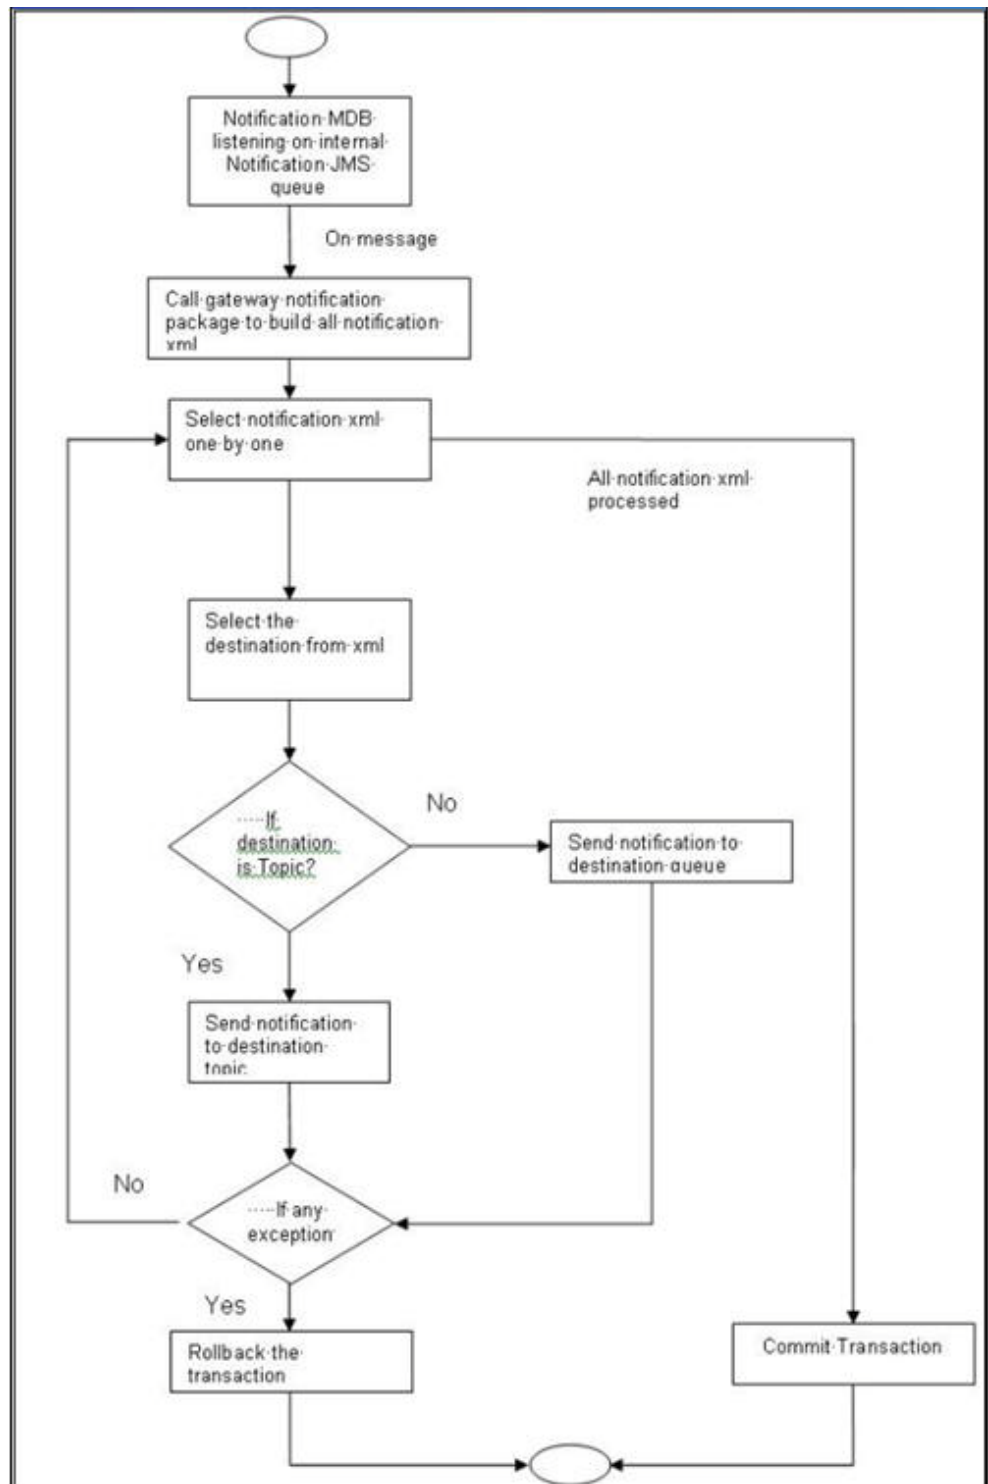 Notification MDB
listening on internal
Notification JMS
queue
On message
Call gateway notification
package to build all notification
xml
Select notification xml
one by one
All notification xml
processed
Select the
destination from xml
If
destination
is Topic?
No
Send notification to
destination queue
Yes
Send notification
to destination
topic
No
If any
exception
Yes
Rollback the
transaction
Commit Transaction